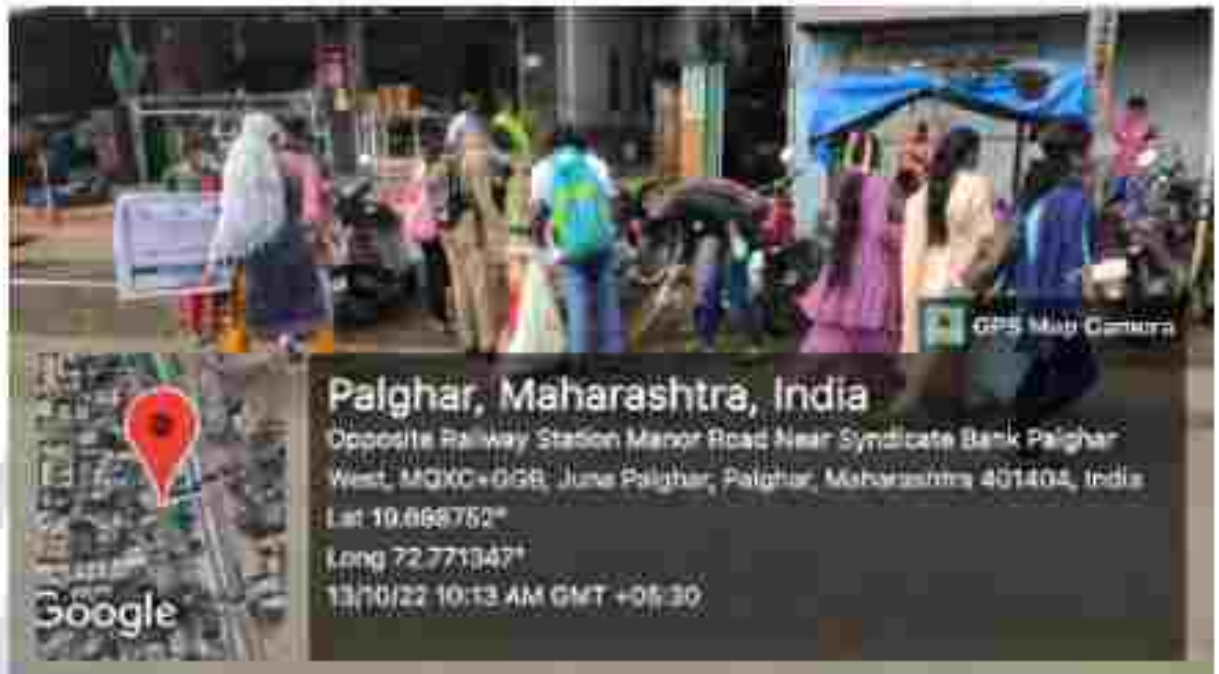 GPS Map Camera
Palghar, Maharashtra, India
Opposite Railway Station Manor Road Near Syndicate Bank Palghar
West, Juna Palghar, Palghar, Maharashtra 401404, India
Lat 19.698752°
Long 72.771347°
13/10/22 10:13 AM GMT +05:30
Google